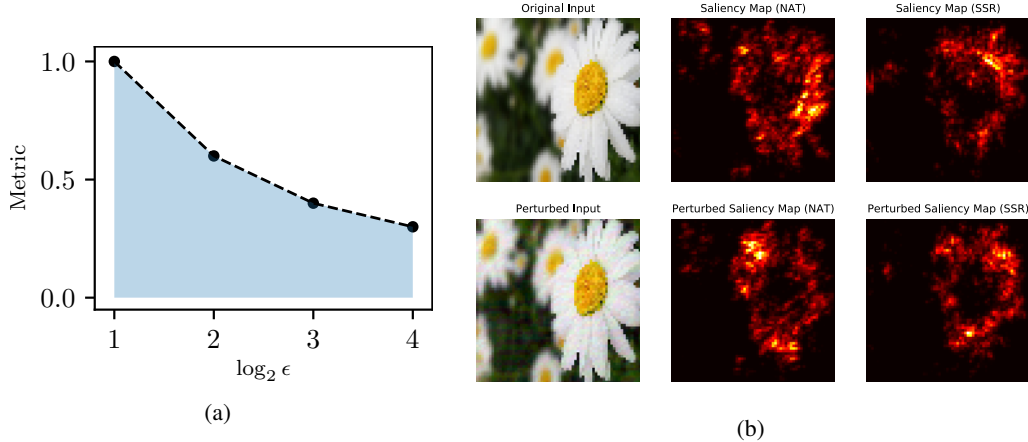 1.0
0.5
0.0
Metric
1
2
3
4
log₂ ϵ
(a)
Original Input
Saliency Map (NAT)
Saliency Map (SSR)
Perturbed Input
Perturbed Saliency Map (NAT)
Perturbed Saliency Map (SSR)
(b)